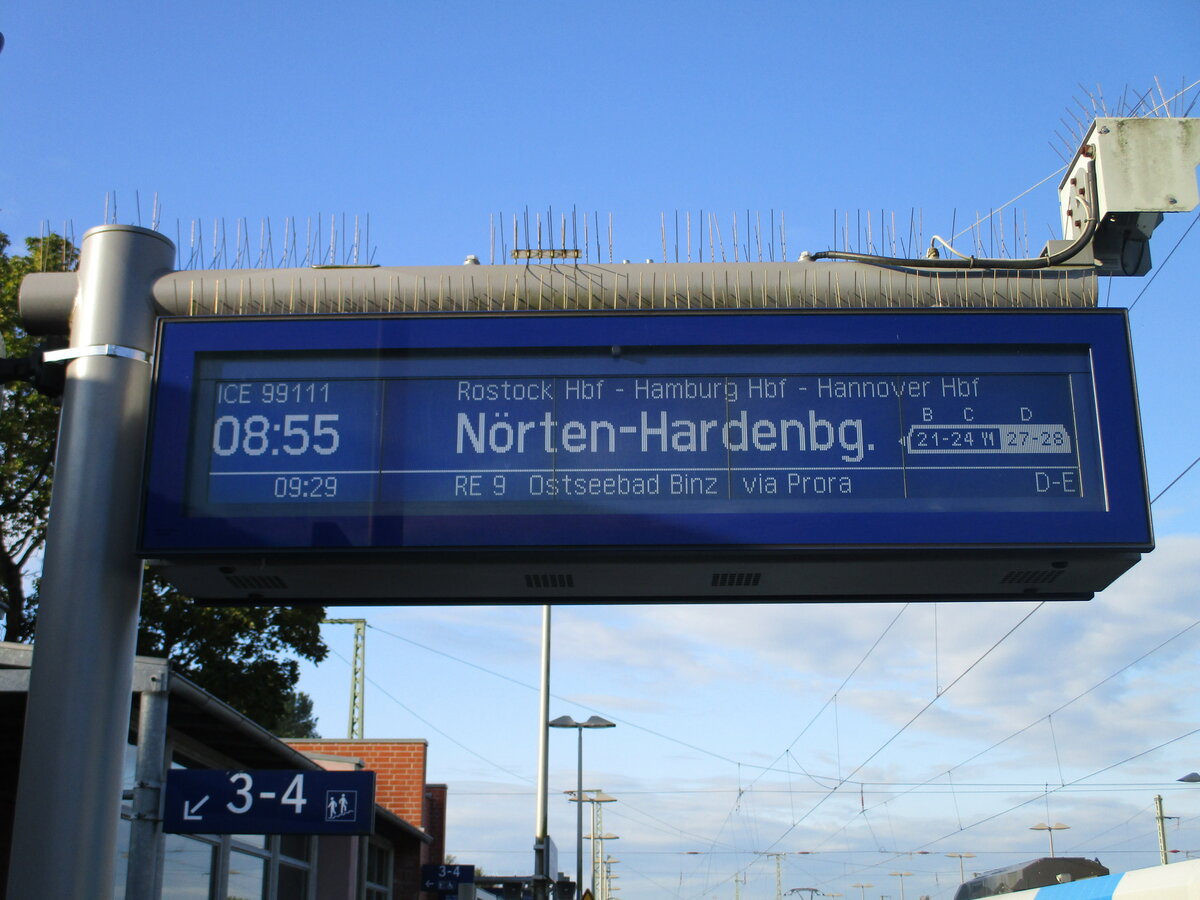 ICE 99111 Rostock Hbf - Hamburg Hbf - Hannover Hbf
08:55 Nörten-Hardenbg.
B C D
21-24 27-28
09:29 RE 9 Ostseebad Binz via Prora D-E
3-4
3-4